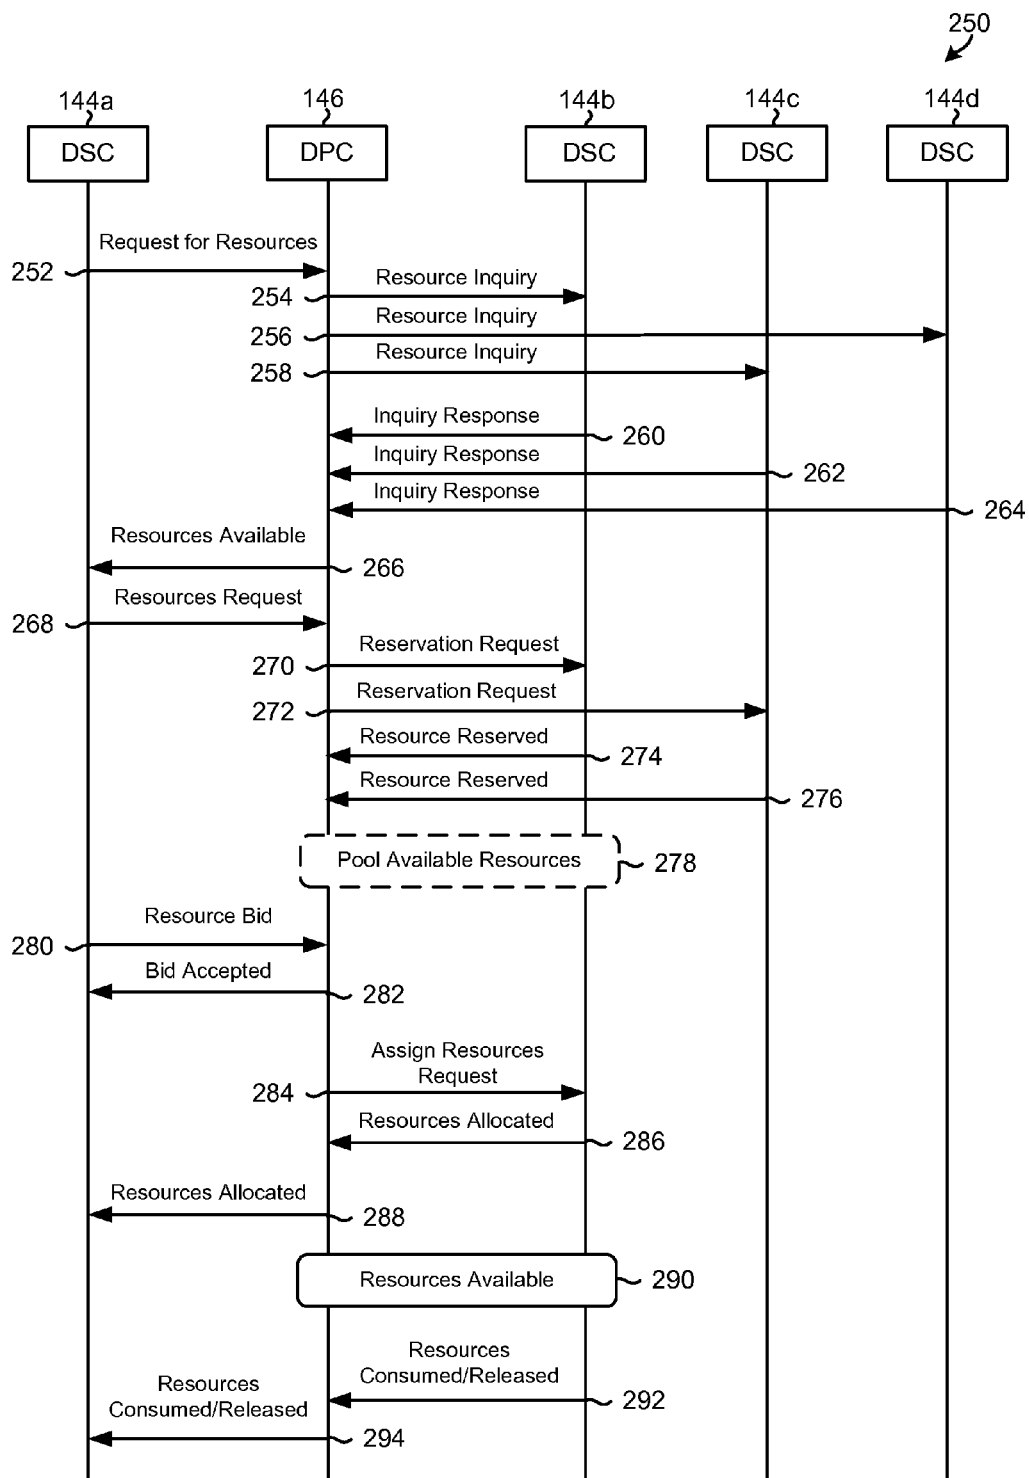 250
144a 146 144b 144c 144d
DSC DPC DSC DSC DSC
Request for Resources
252
Resource Inquiry
254
Resource Inquiry
256
Resource Inquiry
258
Inquiry Response
260
Inquiry Response
262
Inquiry Response
264
Resources Available
266
Resources Request
268
Reservation Request
270
Reservation Request
272
Resource Reserved
274
Resource Reserved
276
Pool Available Resources 278
Resource Bid
280
Bid Accepted
282
Assign Resources
Request
284
Resources Allocated
286
Resources Allocated
288
Resources Available 290
Resources
Consumed/Released
292
Resources
Consumed/Released
294